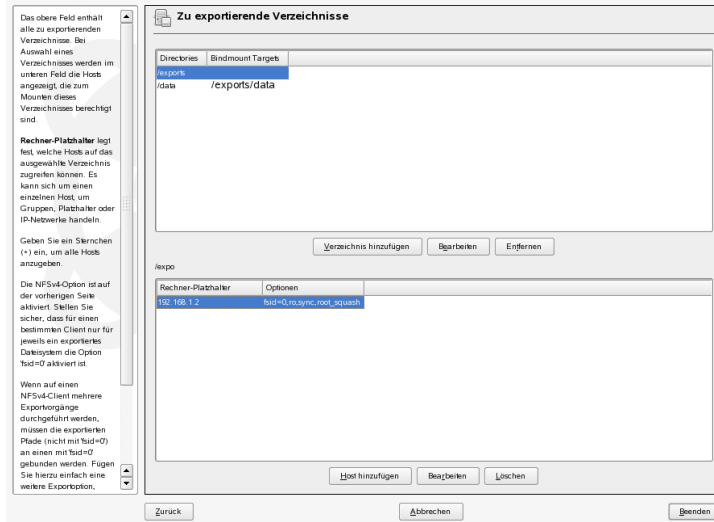 Das obere Feld enthält
alle zu exportierenden
Verzeichnisse. Bei
Auswahl eines
Verzeichnisses werden im
unteren Feld die Hosts
angezeigt, die zum
Mounten dieses
Verzeichnisses berechtigt
sind.
Rechner-Platzhalter legt
fest, welche Hosts auf das
ausgewählte Verzeichnis
zugreifen können. Es
kann sich um einen
einzelnen Host, um
Gruppen, Platzhalter oder
IP-Netzwerke handeln.
Geben Sie ein Sternchen
(*) ein, um alle Hosts
anzugeben.
Die NFSv4-Option ist auf
der vorherigen Seite
aktiviert. Stellen Sie
sicher, dass für einen
bestimmten Client nur für
jeweils ein exportiertes
Dateisystem die Option
'fsid=0' aktiviert ist.
Wenn auf einen
NFSv4-Client mehrere
Exportvorgänge
durchgeführt werden,
müssen die exportierten
Pfade (nicht mit 'fsid=0')
an einen mit 'fsid=0'
gebunden werden. Fügen
Sie hierzu einfach eine
weitere Exportoption,
Zu exportierende Verzeichnisse
Directories Bindmount Targets
/exports
/data /exports/data
Verzeichnis hinzufügen Bearbeiten Entfernen
/expo
Rechner-Platzhalter Optionen
192.168.1.2 fsid=0,ro,sync,root_squash
Host hinzufügen Bearbeiten Löschen
Zurück Abbrechen Beenden